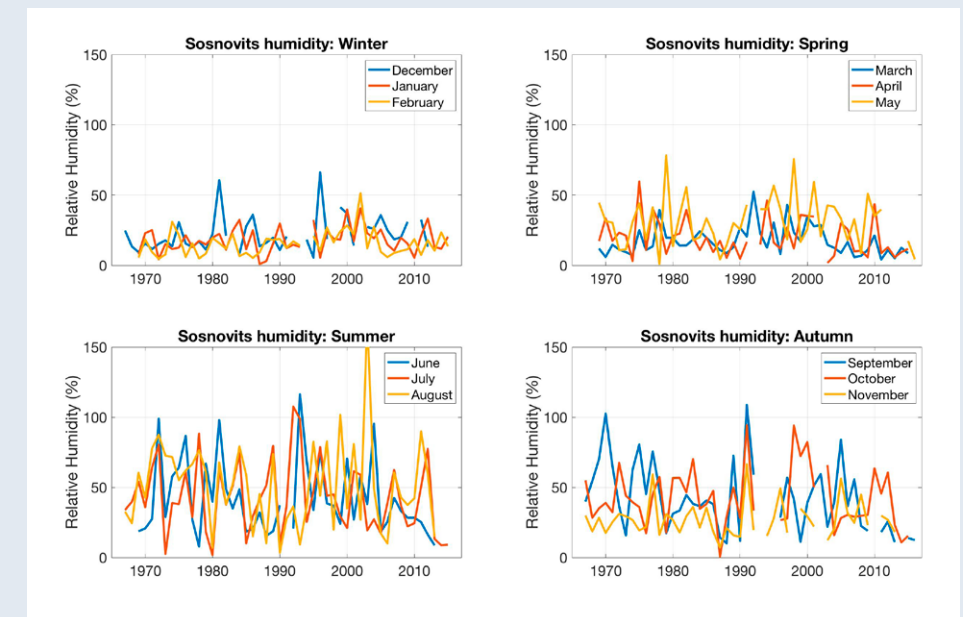 Sosnovits humidity: Winter
150
100
50
0
Relative Humidity (%)
December
January
February
1970
1980
1990
2000
2010
Sosnovits humidity: Spring
150
100
50
0
Relative Humidity (%)
March
April
May
1970
1980
1990
2000
2010
Sosnovits humidity: Summer
150
100
50
0
Relative Humidity (%)
June
July
August
1970
1980
1990
2000
2010
Sosnovits humidity: Autumn
150
100
50
0
Relative Humidity (%)
September
October
November
1970
1980
1990
2000
2010